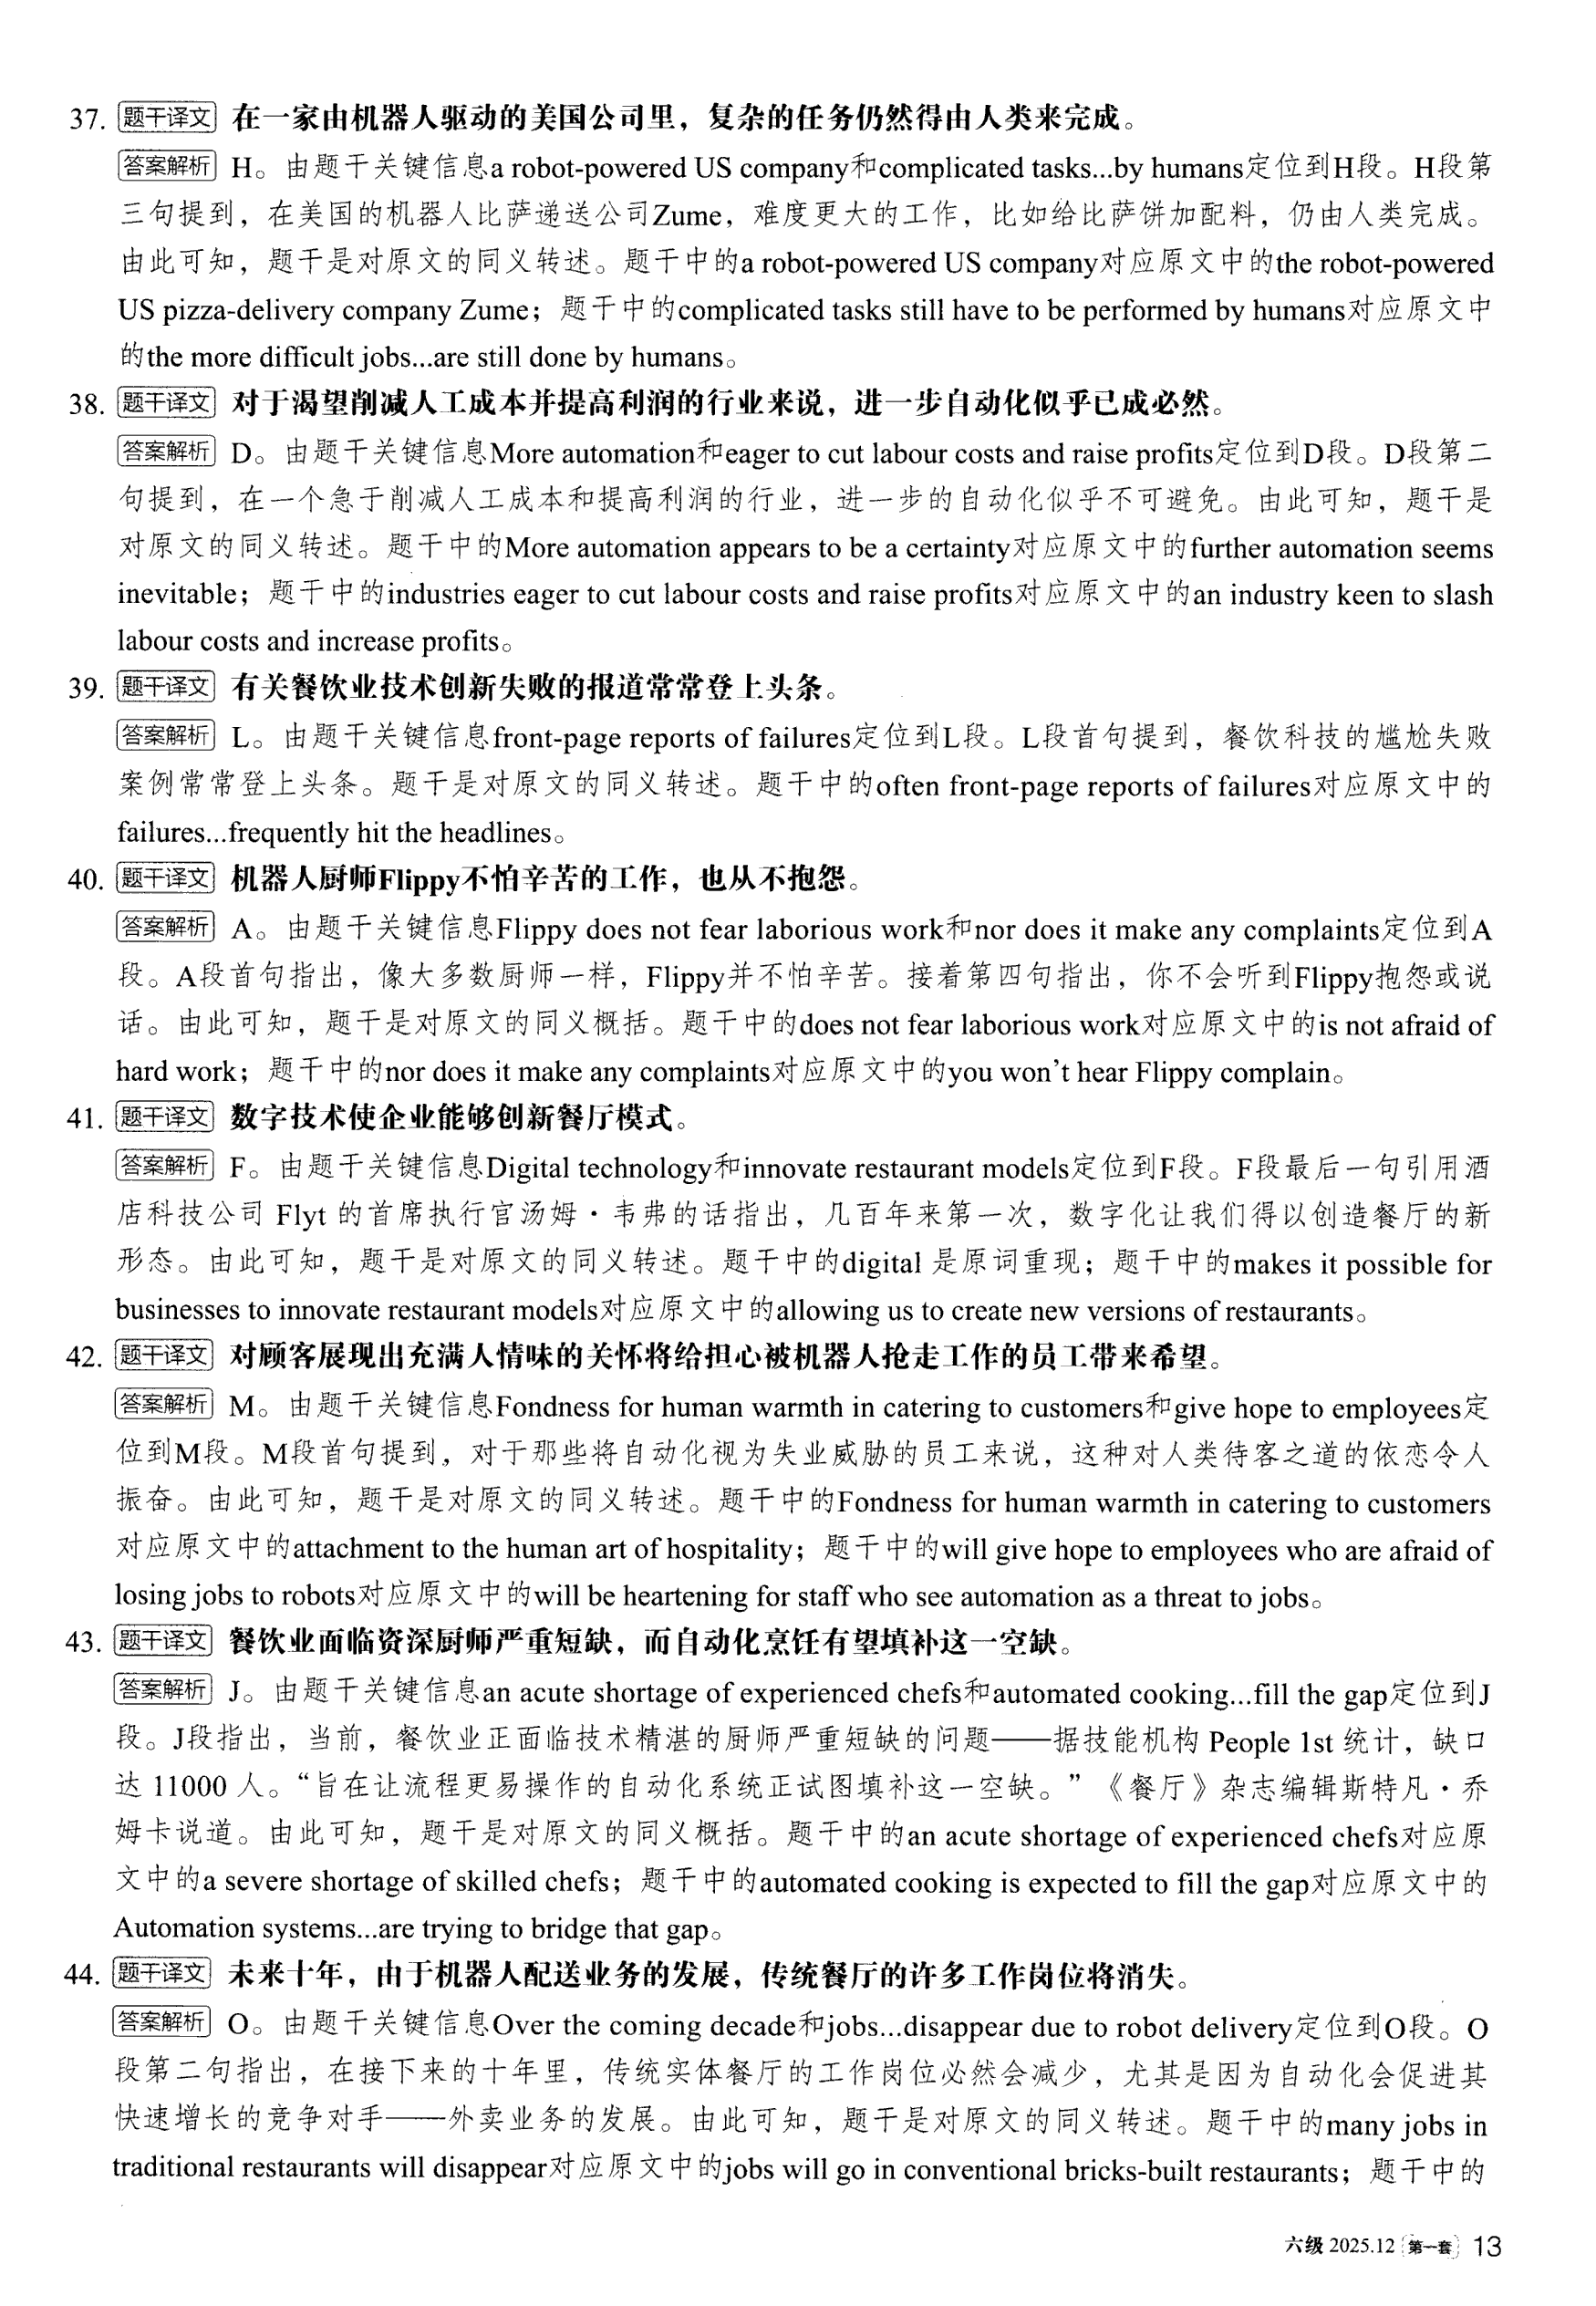 37. 题干译文 在一家由机器人驱动的美国公司里，复杂的任务仍然得由人类来完成。
答案解析 H。由题干关键信息a robot-powered US company和complicated tasks...by humans定位到H段。H段第
三句提到，在美国的机器人比萨递送公司Zume，难度更大的工作，比如给比萨饼加配料，仍由人类完成。
由此可知，题干是对原文的同义转述。题干中的a robot-powered US company对应原文中的the robot-powered
US pizza-delivery company Zume；题干中的complicated tasks still have to be performed by humans对应原文中
的the more difficult jobs...are still done by humans。
38. 题干译文 对于渴望削减人工成本并提高利润的行业来说，进一步自动化似乎已成必然。
答案解析 D。由题干关键信息More automation和eager to cut labour costs and raise profits定位到D段。D段第二
句提到，在一个急于削减人工成本和提高利润的行业，进一步的自动化似乎不可避免。由此可知，题干是
对原文的同义转述。题干中的More automation appears to be a certainty对应原文中的further automation seems
inevitable；题干中的industries eager to cut labour costs and raise profits对应原文中的an industry keen to slash
labour costs and increase profits。
39. 题干译文 有关餐饮业技术创新失败的报道常常登上头条。
答案解析 L。由题干关键信息front-page reports of failures定位到L段。L段首句提到，餐饮科技的尴尬失败
案例常常登上头条。题干是对原文的同义转述。题干中的often front-page reports of failures对应原文中的
failures...frequently hit the headlines。
40. 题干译文 机器人厨师Flippy不怕辛苦的工作，也从不抱怨。
答案解析 A。由题干关键信息Flippy does not fear laborious work和nor does it make any complaints定位到A
段。A段首句指出，像大多数厨师一样，Flippy并不怕辛苦。接着第四句指出，你不会听到Flippy抱怨或说
话。由此可知，题干是对原文的同义概括。题干中的does not fear laborious work对应原文中的is not afraid of
hard work；题干中的nor does it make any complaints对应原文中的you won't hear Flippy complain。
41. 题干译文 数字技术使企业能够创新餐厅模式。
答案解析 F。由题干关键信息Digital technology和innovate restaurant models定位到F段。F段最后一句引用酒
店科技公司 Flyt 的首席执行官汤姆·韦弗的话指出，几百年来第一次，数字化让我们得以创造餐厅的新
形态。由此可知，题干是对原文的同义转述。题干中的digital 是原词重现；题干中的makes it possible for
businesses to innovate restaurant models对应原文中的allowing us to create new versions of restaurants。
42. 题干译文 对顾客展现出充满人情味的关怀将给担心被机器人抢走工作的员工带来希望。
答案解析 M。由题干关键信息Fondness for human warmth in catering to customers和give hope to employees定
位到M段。M段首句提到，对于那些将自动化视为失业威胁的员工来说，这种对人类待客之道的依恋令人
振奋。由此可知，题干是对原文的同义转述。题干中的Fondness for human warmth in catering to customers
对应原文中的attachment to the human art of hospitality；题干中的will give hope to employees who are afraid of
losing jobs to robots对应原文中的will be heartening for staff who see automation as a threat to jobs。
43. 题干译文 餐饮业面临资深厨师严重短缺，而自动化烹饪有望填补这一空缺。
答案解析 J。由题干关键信息an acute shortage of experienced chefs和automated cooking...fill the gap定位到J
段。J段指出，当前，餐饮业正面临技术精湛的厨师严重短缺的问题——据技能机构 People 1st 统计，缺口
达 11000 人。“旨在让流程更易操作的自动化系统正试图填补这一空缺。”《餐厅》杂志编辑斯特凡·乔
姆卡说道。由此可知，题干是对原文的同义概括。题干中的an acute shortage of experienced chefs对应原
文中的a severe shortage of skilled chefs；题干中的automated cooking is expected to fill the gap对应原文中的
Automation systems...are trying to bridge that gap。
44. 题干译文 未来十年，由于机器人配送业务的发展，传统餐厅的许多工作岗位将消失。
答案解析 O。由题干关键信息Over the coming decade和jobs...disappear due to robot delivery定位到O段。O
段第二句指出，在接下来的十年里，传统实体餐厅的工作岗位必然会减少，尤其是因为自动化会促进其
快速增长的竞争对手——外卖业务的发展。由此可知，题干是对原文的同义转述。题干中的many jobs in
traditional restaurants will disappear对应原文中的jobs will go in conventional bricks-built restaurants；题干中的
六级 2025.12 第一套 13